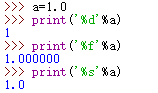 >>> a=1.0
>>> print('%d'%a)
1
>>> print('%f'%a)
1.000000
>>> print('%s'%a)
1.0